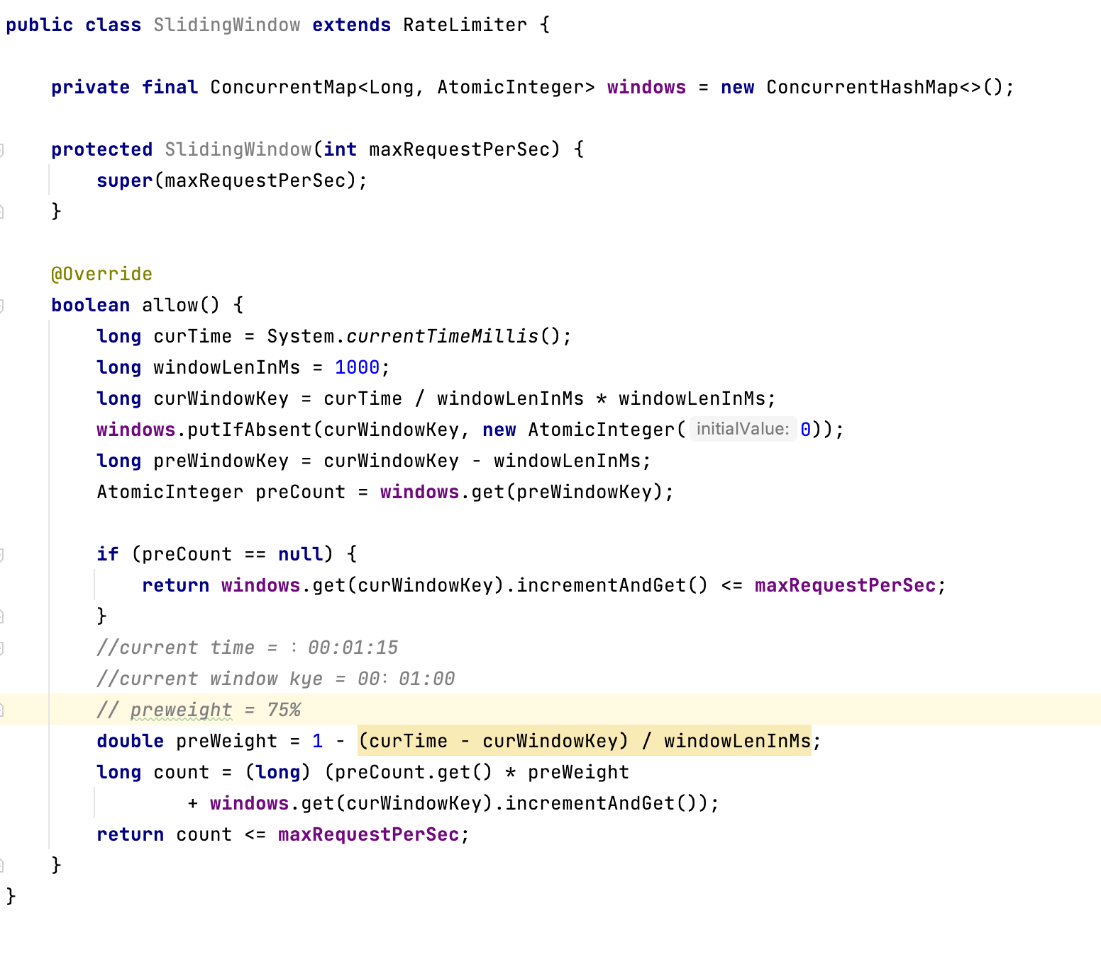 public class SlidingWindow extends RateLimiter {
private final ConcurrentMap<Long, AtomicInteger> windows = new ConcurrentHashMap<>();
protected SlidingWindow(int maxRequestPerSec) {
super(maxRequestPerSec);
}
@Override
boolean allow() {
long curTime = System.currentTimeMillis();
long windowLenInMs = 1000;
long curWindowKey = curTime / windowLenInMs * windowLenInMs;
windows.putIfAbsent(curWindowKey, new AtomicInteger( initialValue: 0));
long preWindowKey = curWindowKey - windowLenInMs;
AtomicInteger preCount = windows.get(preWindowKey);
if (preCount == null) {
return windows.get(curWindowKey).incrementAndGet() <= maxRequestPerSec;
}
//current time = ：00:01:15
//current window kye = 00：01:00
// preweight = 75%
double preWeight = 1 - (curTime - curWindowKey) / windowLenInMs;
long count = (long) (preCount.get() * preWeight
+ windows.get(curWindowKey).incrementAndGet());
return count <= maxRequestPerSec;
}
}